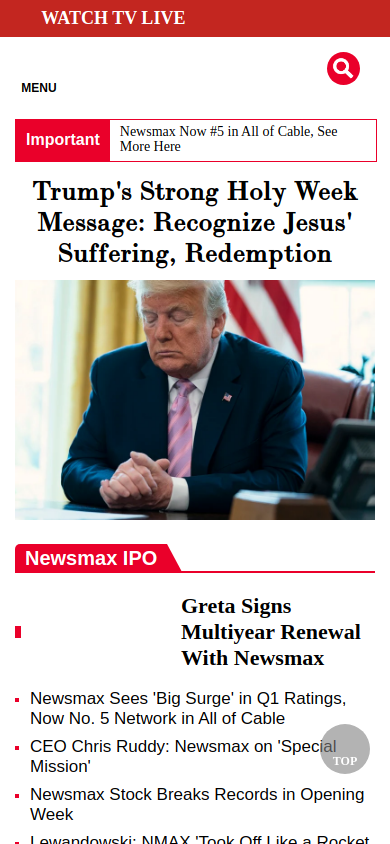 WATCH TV LIVE
MENU
Important
Newsmax Now #5 in All of Cable, See
More Here
Trump's Strong Holy Week
Message: Recognize Jesus'
Suffering, Redemption
Newsmax IPO
Greta Signs
Multiyear Renewal
With Newsmax
Newsmax Sees 'Big Surge' in Q1 Ratings,
Now No. 5 Network in All of Cable
CEO Chris Ruddy: Newsmax on 'Special
Mission'
TOP
Newsmax Stock Breaks Records in Opening
Week
Lewandowski: NMAX 'Took Off Like a Rocket